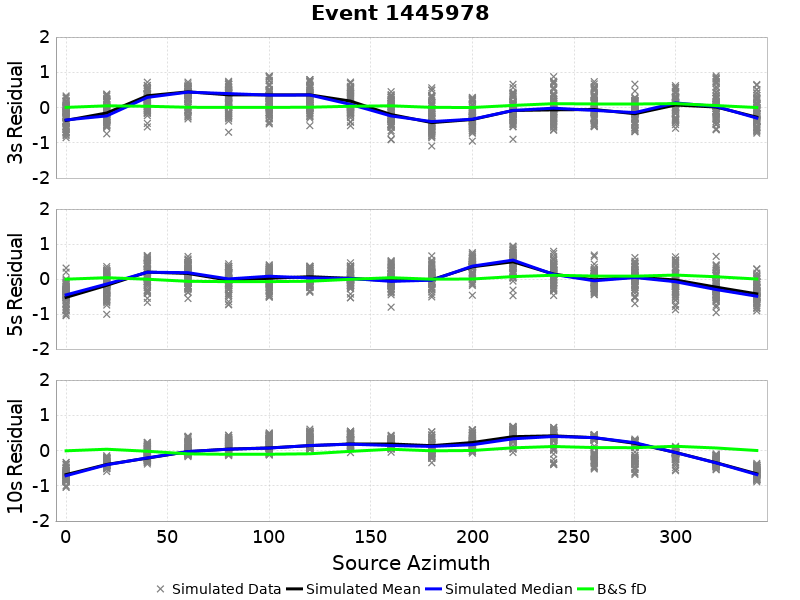 Event 1445978
2
1
0
-1
-2
3s Residual
2
1
0
-1
-2
5s Residual
2
1
0
-1
-2
10s Residual
0 50 100 150 200 250 300
Source Azimuth
Simulated Data Simulated Mean Simulated Median B&S fD